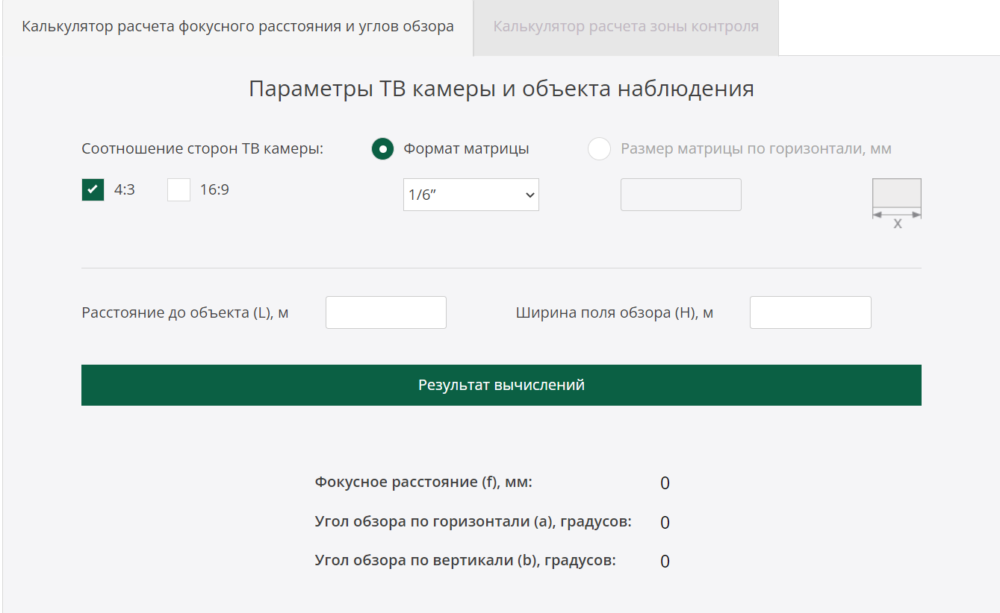 Калькулятор расчета фокусного расстояния и углов обзора
Калькулятор расчета зоны контроля
Параметры ТВ камеры и объекта наблюдения
Соотношение сторон ТВ камеры:
Формат матрицы
Размер матрицы по горизонтали, мм
4:3
16:9
1/6”
X
Расстояние до объекта (L), м
Ширина поля обзора (H), м
Результат вычислений
Фокусное расстояние (f), мм: 0
Угол обзора по горизонтали (a), градусов: 0
Угол обзора по вертикали (b), градусов: 0